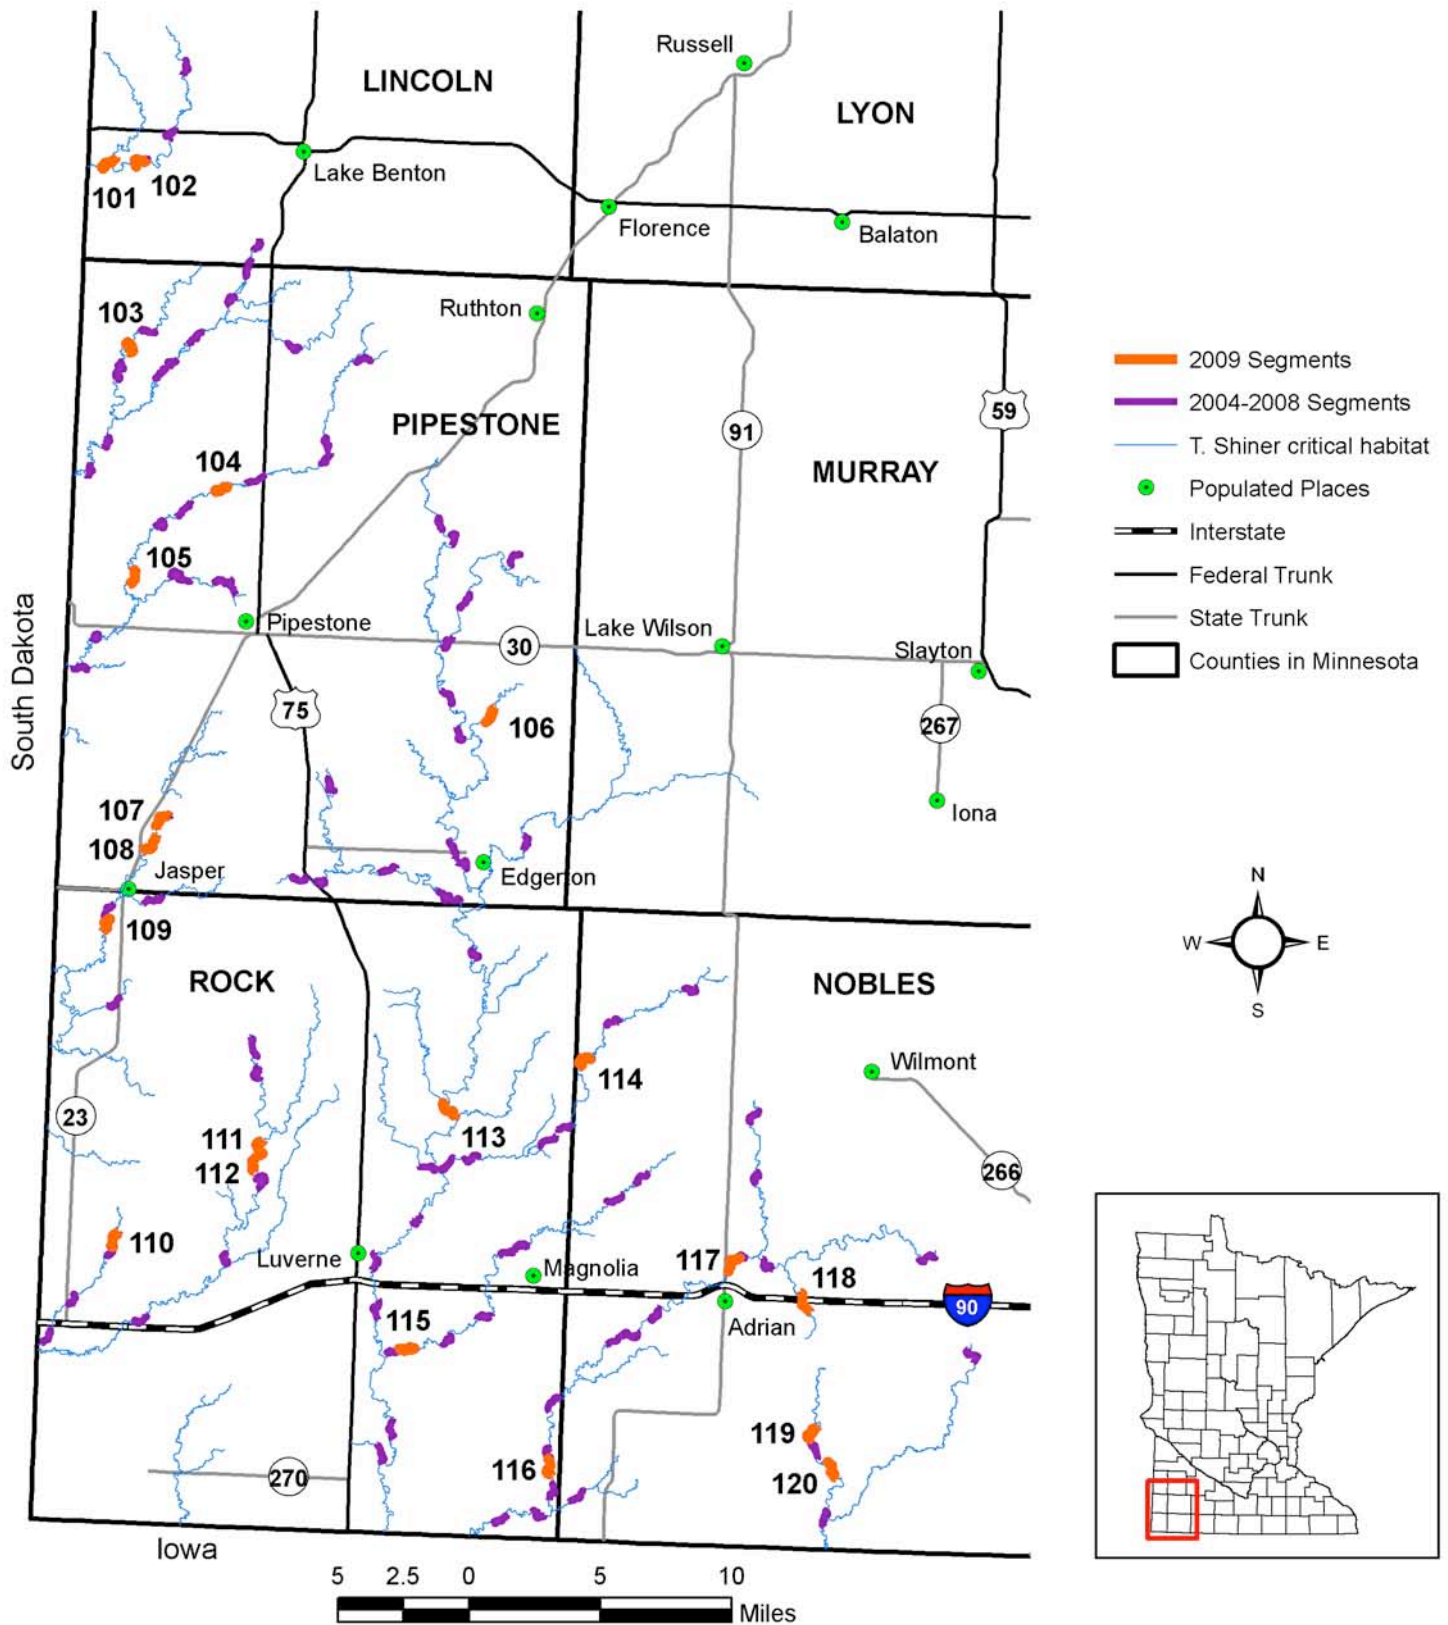 Russell
LINCOLN
LYON
Lake Benton
101
102
Florence
Balaton
103
Ruthton
2009 Segments
2004-2008 Segments
T. Shiner critical habitat
Populated Places
Interstate
Federal Trunk
State Trunk
Counties in Minnesota
59
91
PIPESTONE
MURRAY
104
105
South Dakota
Pipestone
30
Lake Wilson
Slayton
75
106
267
107
108
Iona
Jasper
Edgerton
109
N
W
E
S
ROCK
NOBLES
114
Wilmont
23
111
112
113
266
110
Luverne
Magnolia
117
118
90
115
Adrian
119
120
116
270
Iowa
5 2.5 0 5 10
Miles